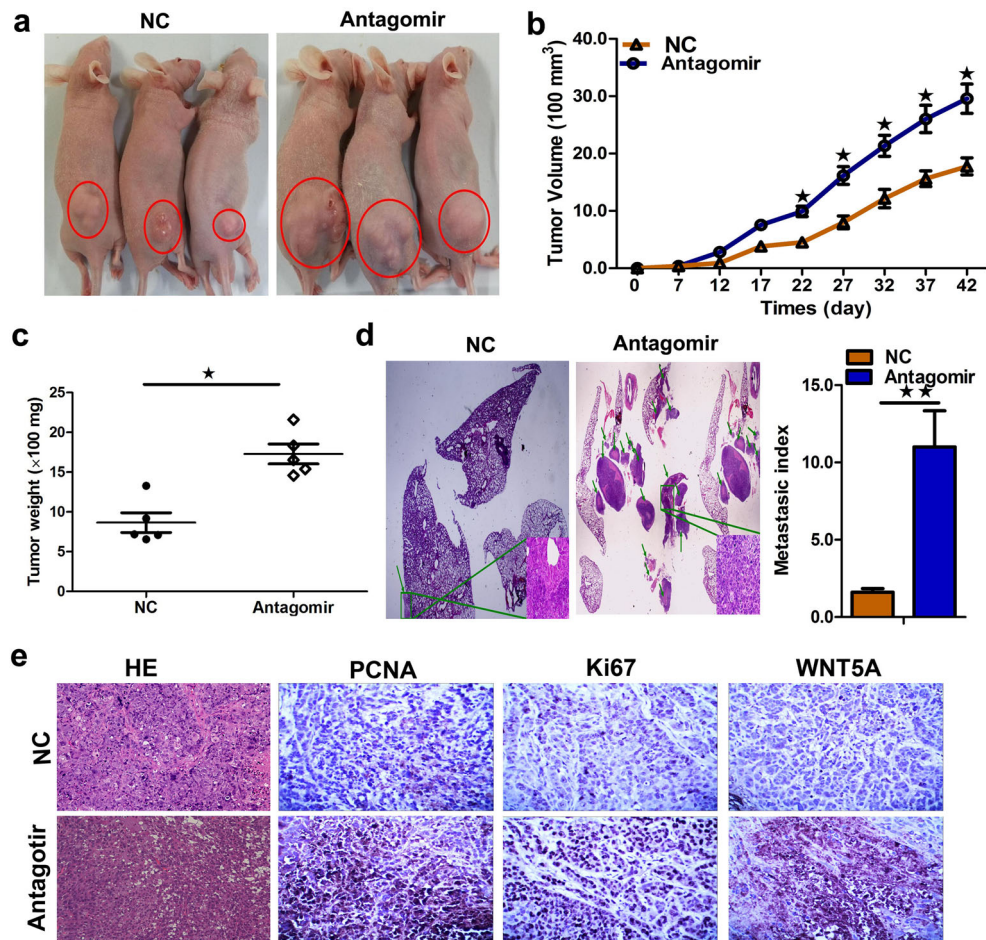 a
NC
Antagomir
b
NC
Antagomir
Tumor Volume (100 mm³)
30.0
20.0
10.0
0.0
0
7
12
17
22
27
32
37
42
Times (day)
★
★
★
★
★
c
Tumor weight (×100 mg)
25
20
15
10
5
0
★
NC
Antagomir
d
NC
Antagomir
NC
Antagomir
★★
Metastasic index
15.0
10.0
5.0
0.0
e
HE
PCNA
Ki67
WNT5A
NC
Antagotir